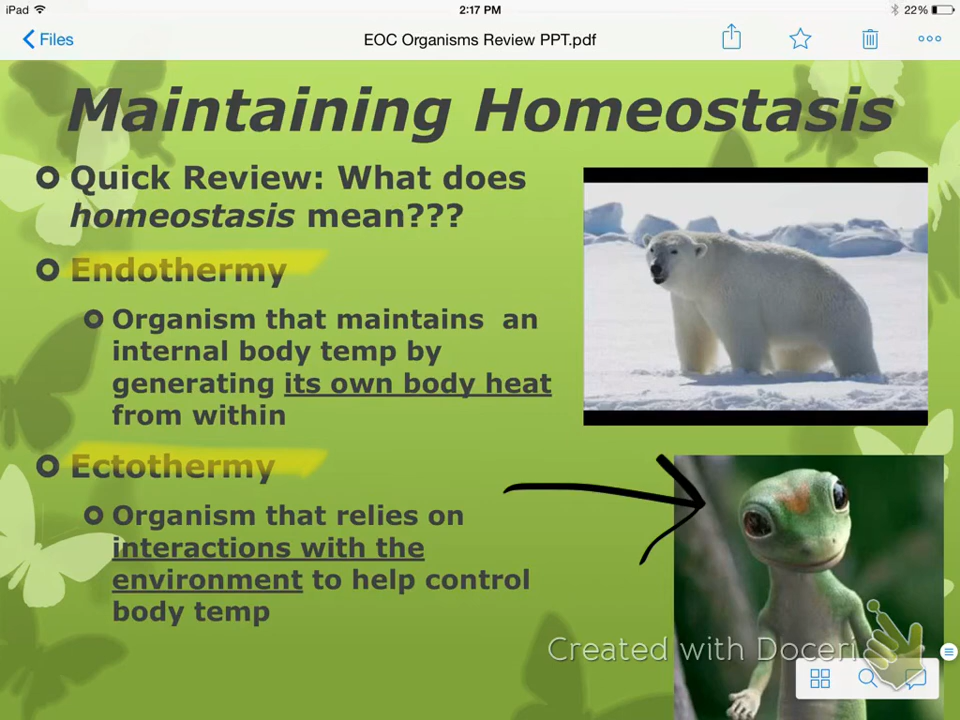 iPad 2:17 PM 22%
Files EOC Organisms Review PPT.pdf
Maintaining Homeostasis
Quick Review: What does
homeostasis mean???
Endothermy
Organism that maintains an
internal body temp by
generating its own body heat
from within
Ectothermy
Organism that relies on
interactions with the
environment to help control
body temp
Created with Doceri